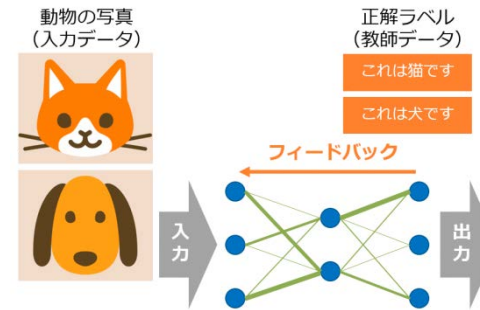 動物の写真
（入力データ）
正解ラベル
（教師データ）
これは猫です
これは犬です
フィードバック
入力
出力